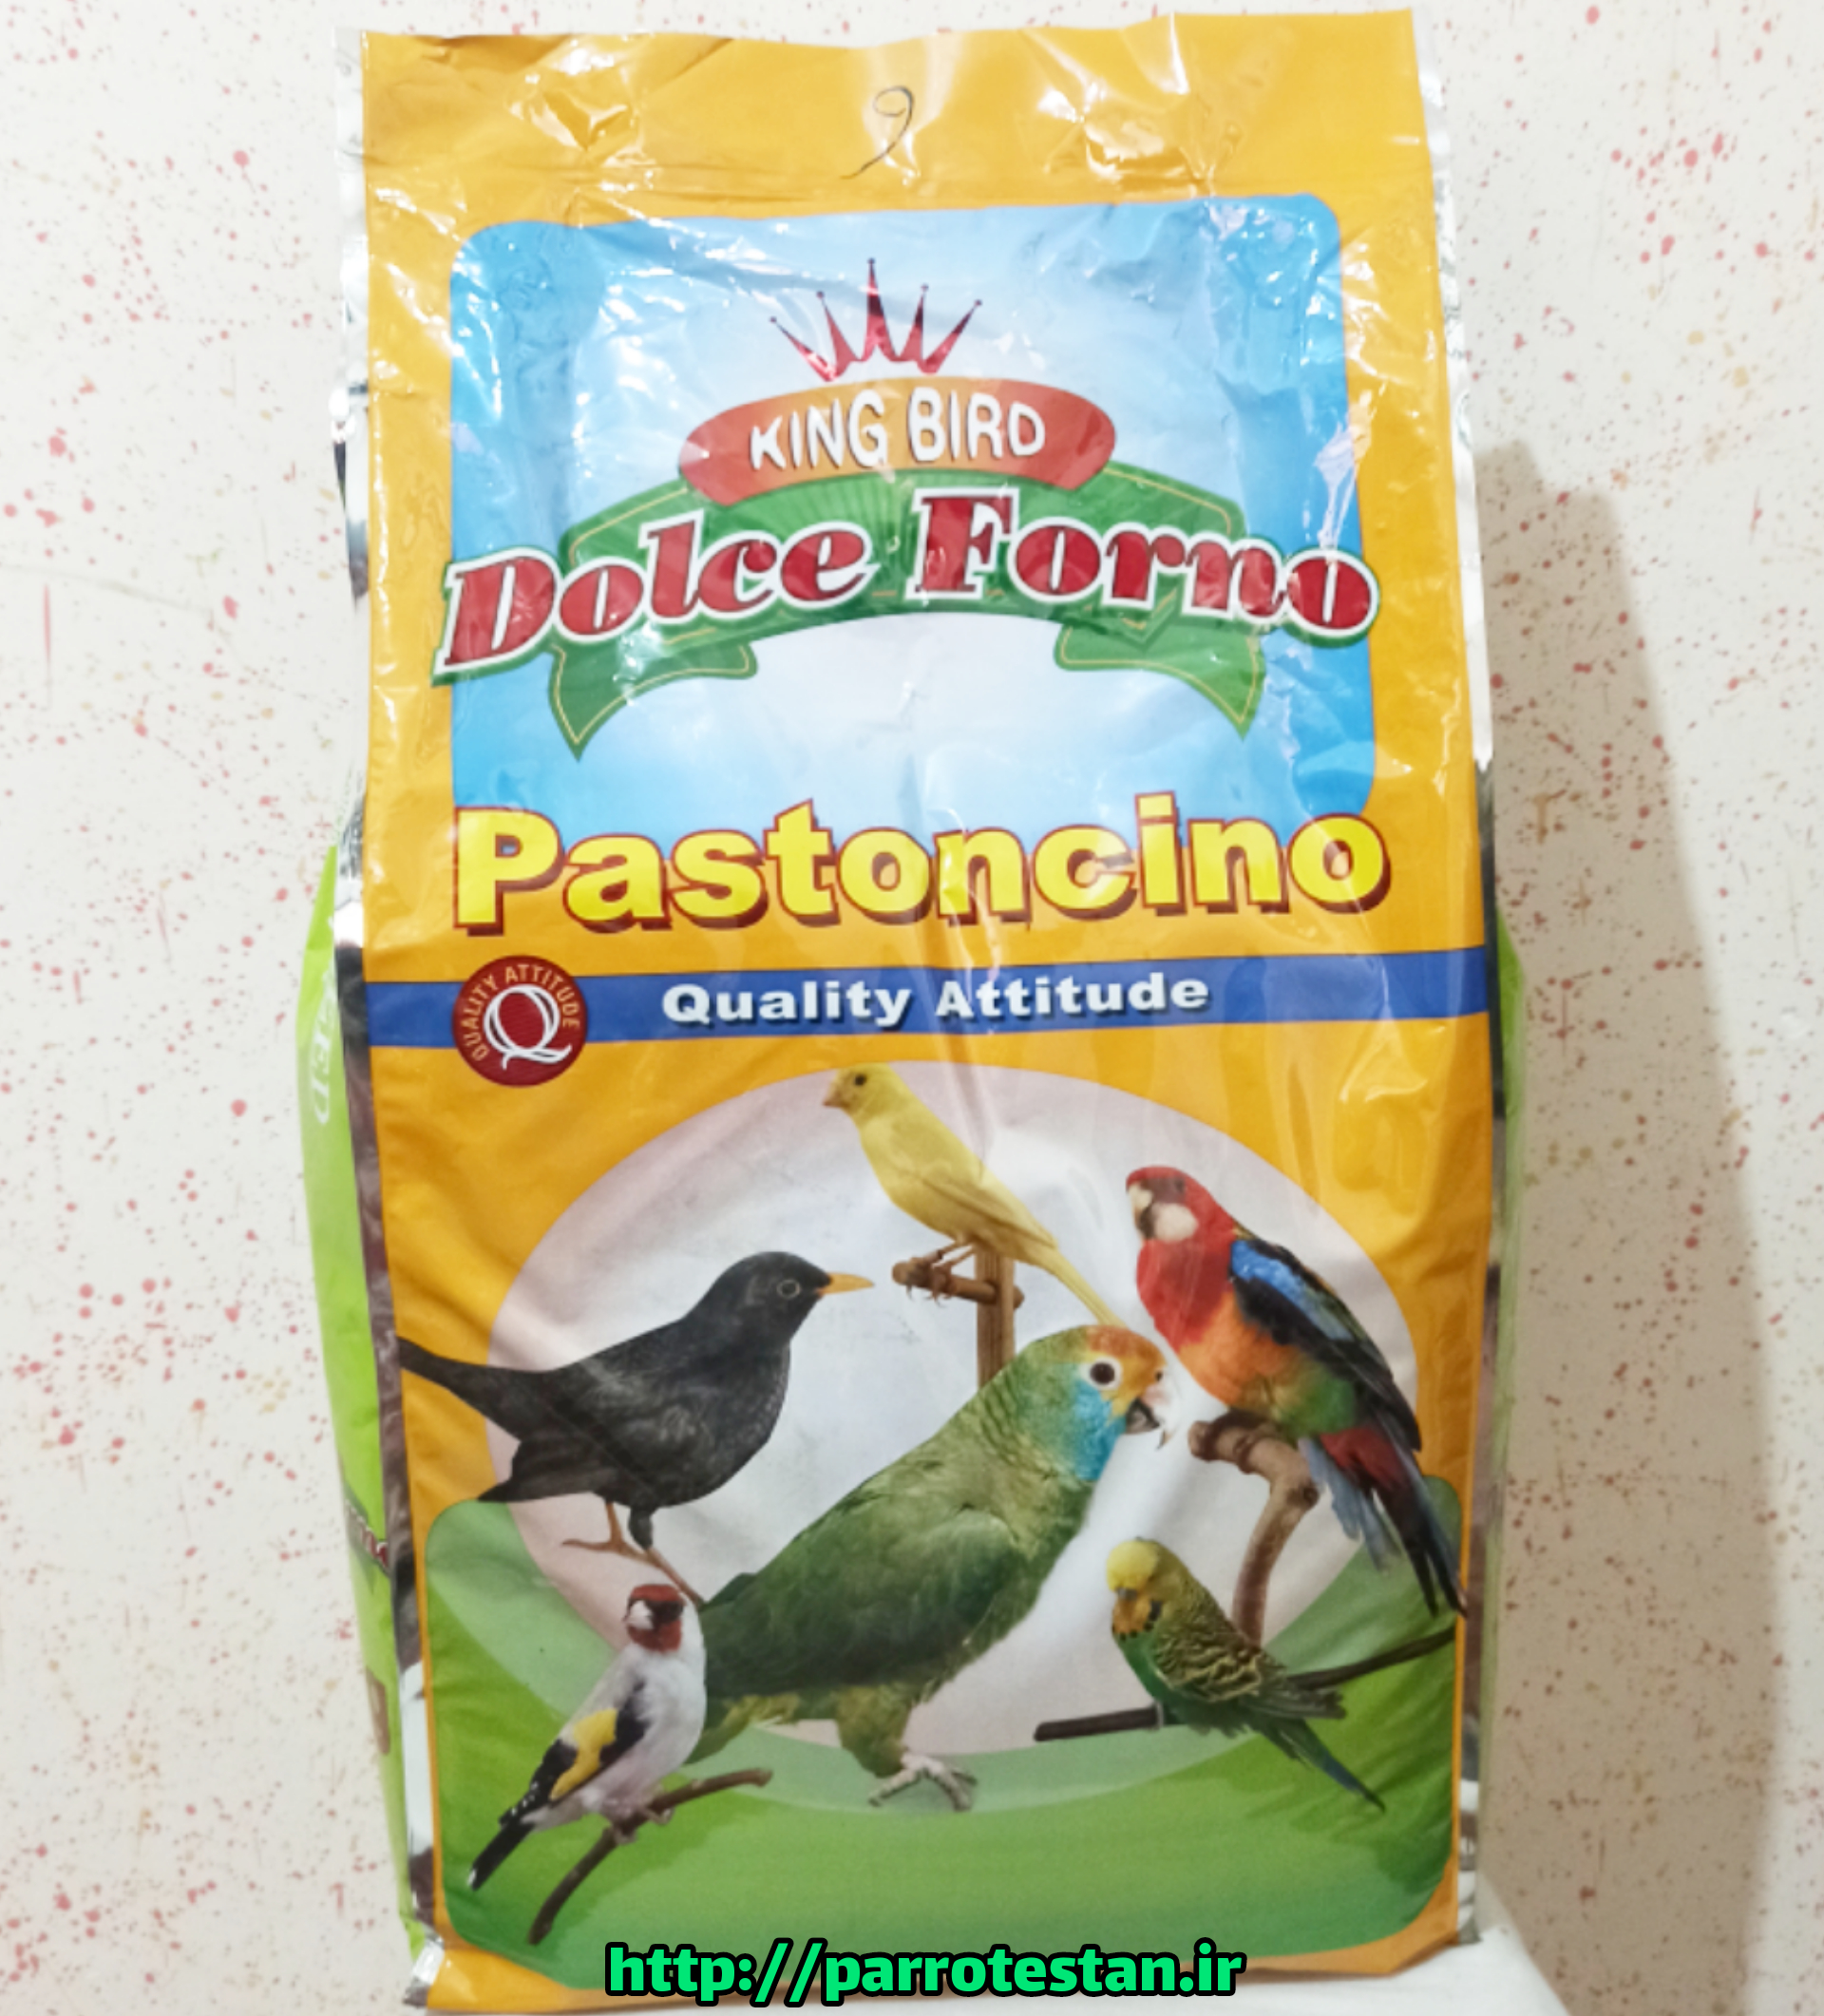 9
KING BIRD
Dolce Forno
Pastoncino
QUALITY ATTITUDE
Q
Quality Attitude
http://parrotestan.ir